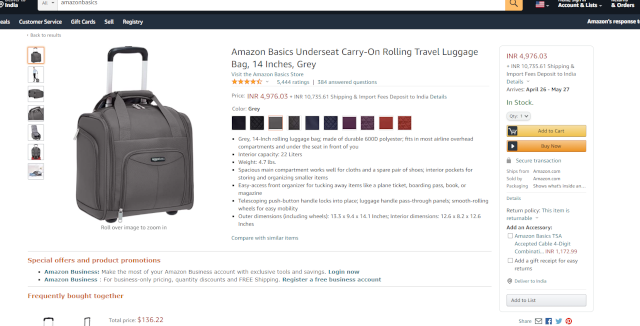 India
All
amazonbasics
Account & Lists
& Orders
Customer Service Gift Cards Sell Registry
Amazon's response to
Back to results
Amazon Basics Underseat Carry-On Rolling Travel Luggage
Bag, 14 Inches, Grey
Visit the Amazon Basics Store
5,444 ratings | 384 answered questions
Price: INR 4,976.03 + INR 10,735.61 Shipping & Import Fees Deposit to India Details
Color: Grey
• Grey, 14-inch rolling luggage bag; made of durable 600D polyester; fits in most airline overhead
compartments and under the seat in front of you
• Interior capacity: 22 Liters
• Weight: 4.7 lbs.
• Spacious main compartment works well for cloths and a spare pair of shoes; interior pockets for
storing and organizing smaller items
• Easy-access front organizer for tucking away items like a plane ticket, boarding pass, book, or
magazine
• Telescoping push-button handle locks into place; luggage handle pass-through panels; smooth-rolling
wheels for easy mobility
• Outer dimensions (including wheels): 13.3 x 9.4 x 14.1 Inches; Interior dimensions: 12.6 x 8.2 x 12.6
Inches
Compare with similar items
Roll over image to zoom in
INR 4,976.03
+ INR 10,735.61 Shipping &
Import Fees Deposit to India
Details
Arrives: April 26 - May 27
In Stock.
Qty: 1
Add to Cart
Buy Now
Secure transaction
Ships from Amazon.com
Sold by Amazon.com
Packaging Shows what's inside an...
Details
Return policy: This item is
returnable
Add an Accessory:
Amazon Basics TSA
Accepted Cable 4-Digit
Combinati... INR 1,172.99
Add a gift receipt for easy
returns
Deliver to India
Add to List
Share
Special offers and product promotions
• Amazon Business: Make the most of your Amazon Business account with exclusive tools and savings. Login now
• Amazon Business : For business-only pricing, quantity discounts and FREE Shipping. Register a free business account
Frequently bought together
Total price: $136.22